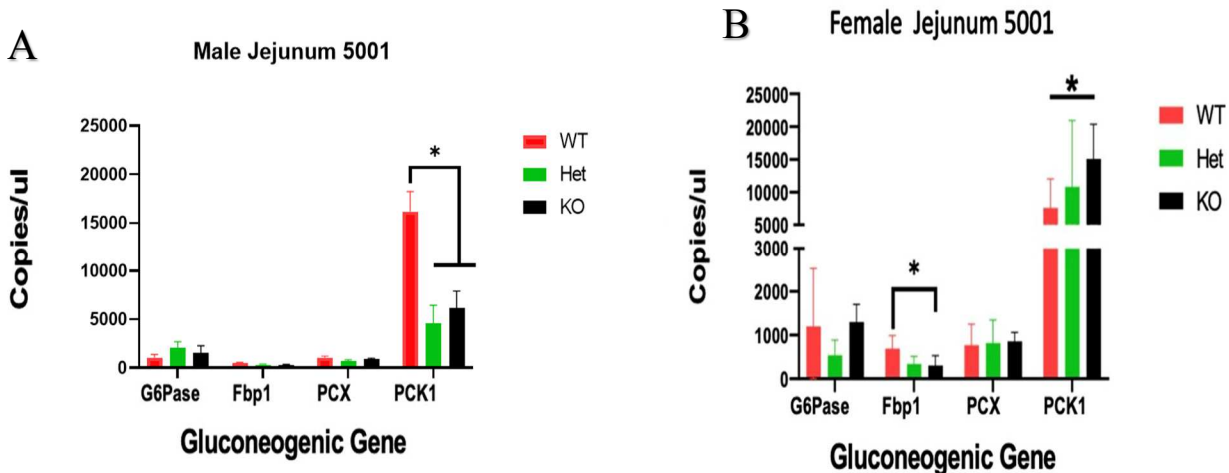 A
Male Jejunum 5001
Copies/ul
25000
20000
15000
10000
5000
0
*
WT
Het
KO
G6Pase Fbp1 PCX PCK1
Gluconeogenic Gene
B
Female Jejunum 5001
Copies/ul
25000
20000
15000
10000
5000
3000
2000
1000
0
*
*
WT
Het
KO
G6Pase Fbp1 PCX PCK1
Gluconeogenic Gene